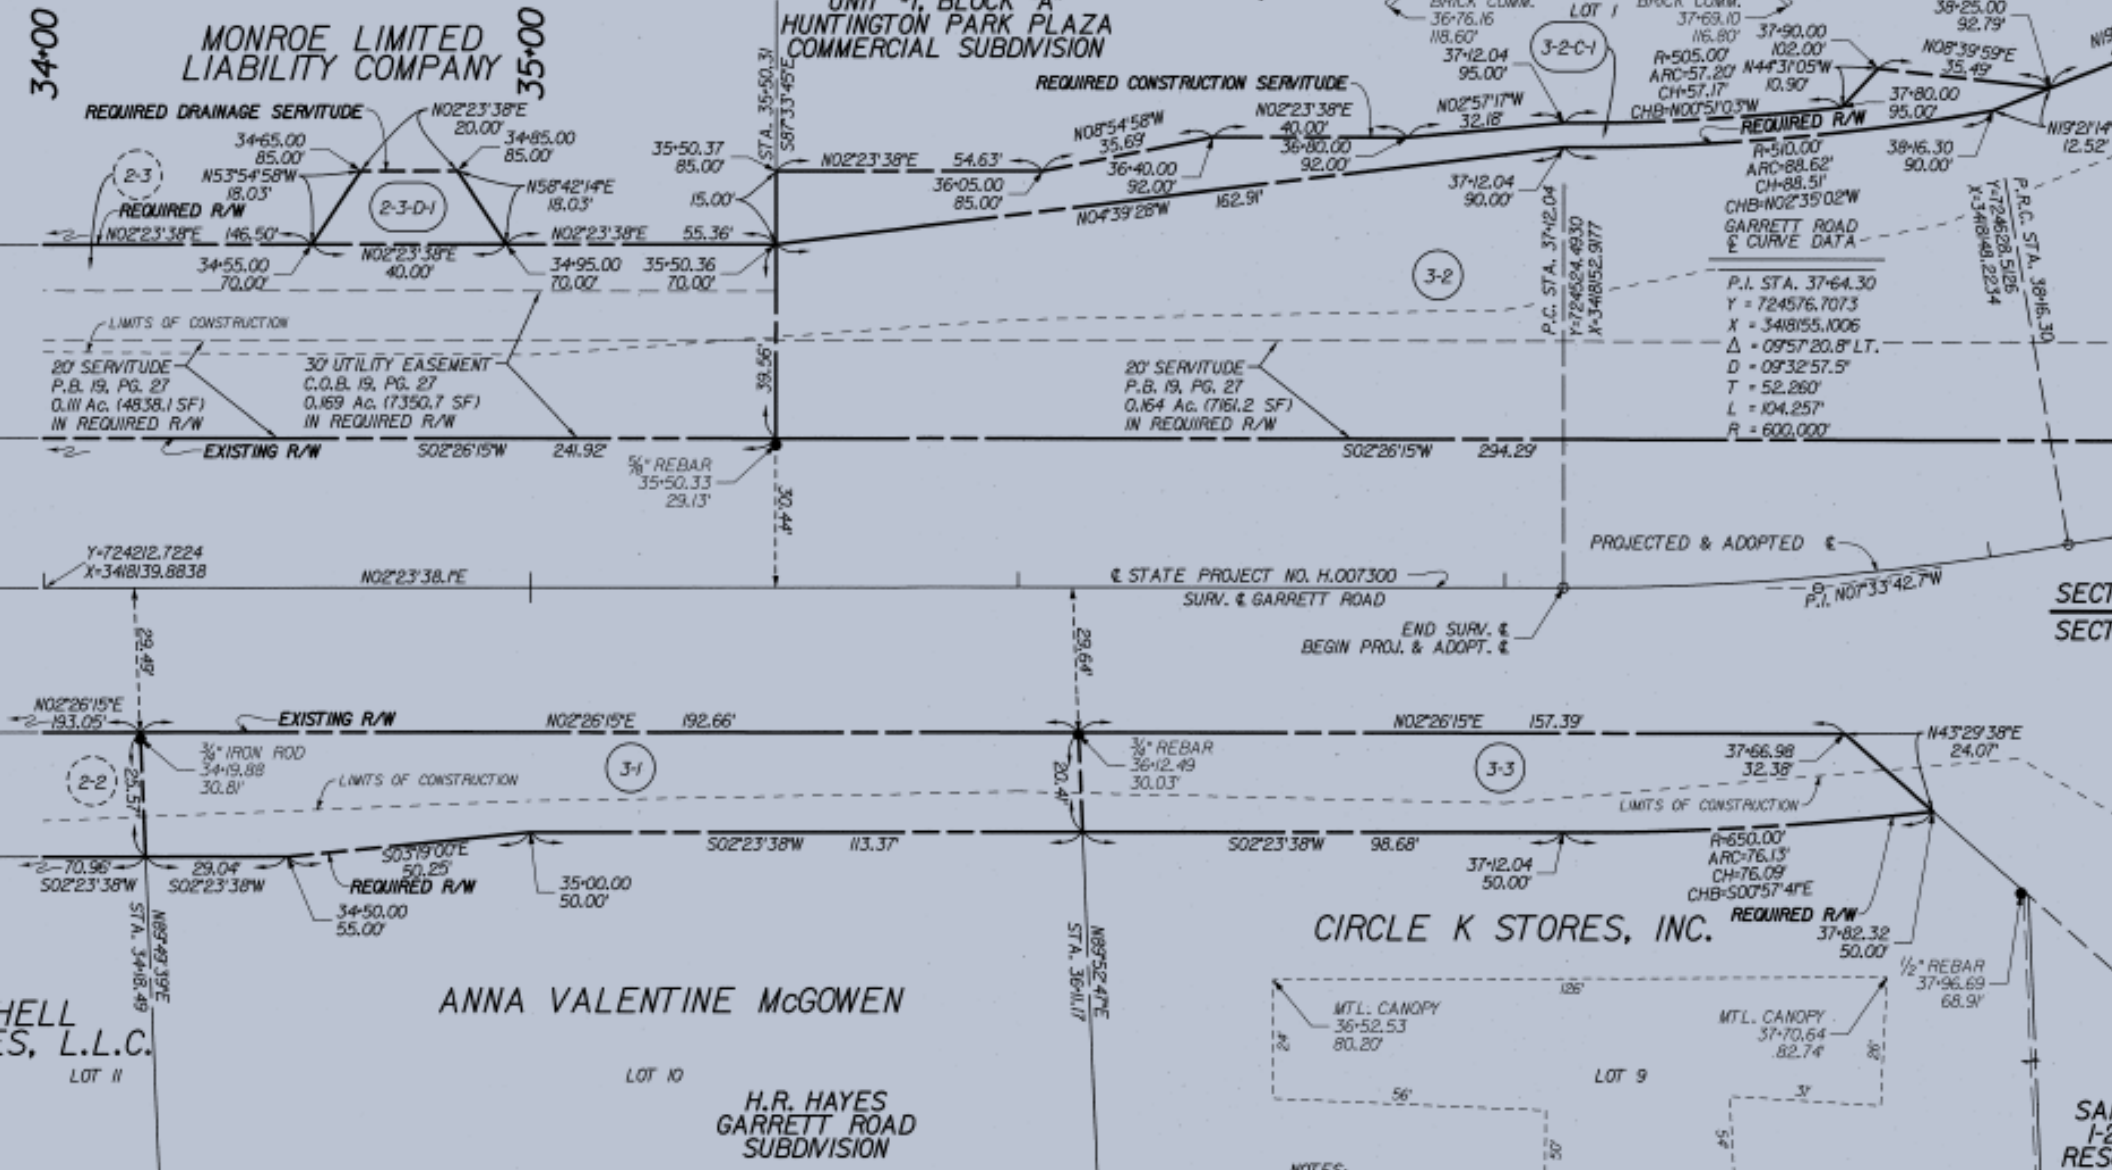 34+00
MONROE LIMITED
LIABILITY COMPANY
35+00
REQUIRED DRAINAGE SERVITUDE
N02°23'38"E
20.00'
34+65.00
85.00'
34+85.00
85.00'
2-3
N53°54'58"W
18.03'
2-3-D-1
N58°42'14"E
18.03'
REQUIRED R/W
N02°23'38"E 146.50'
N02°23'38"E
40.00'
N02°23'38"E 55.36'
34+55.00
70.00'
34+95.00
70.00'
35+50.36
70.00'
35+50.37
85.00'
15.00'
STA. 35+50.31
S87°33'45"E
HUNTINGTON PARK PLAZA
COMMERCIAL SUBDIVISION
REQUIRED CONSTRUCTION SERVITUDE
N02°23'38"E 54.63'
36+05.00
85.00'
N08°54'58"W
35.69'
36+40.00
92.00'
N02°23'38"E
40.00'
36+80.00
92.00'
N02°57'17"W
32.18'
BRICK COMM.
36+76.16
118.60'
37+12.04
95.00'
3-2-C-1
LOT 1
BRICK COMM.
37+69.10
116.80'
R=505.00'
ARC=57.20'
CH=57.17'
CHB=N00°51'03"W
37+90.00
102.00'
N44°31'05"W
10.90'
N08°39'59"E
35.49'
38+25.00
92.79'
37+80.00
95.00'
REQUIRED R/W
N04°39'28"W 162.91'
37+12.04
90.00'
R=510.00'
ARC=88.62'
CH=88.51'
CHB=N02°35'02"W
38+16.30
90.00'
N19°21'14"
12.52'
GARRETT ROAD
℄ CURVE DATA
P.I. STA. 37+64.30
Y = 724576.7073
X = 3418155.1006
Δ = 09°57'20.8" LT.
D = 09°32'57.5"
T = 52.260'
L = 104.257'
R = 600.000'
P.C. STA. 37+12.04
Y=724524.4930
X=3418152.9177
P.R.C. STA. 38+16.30
Y=724628.5126
X=3418148.2234
3-2
LIMITS OF CONSTRUCTION
20' SERVITUDE
P.B. 19, PG. 27
0.111 Ac. (4838.1 SF)
IN REQUIRED R/W
30' UTILITY EASEMENT
C.O.B. 19, PG. 27
0.169 Ac. (7350.7 SF)
IN REQUIRED R/W
39.56'
20' SERVITUDE
P.B. 19, PG. 27
0.164 Ac. (7161.2 SF)
IN REQUIRED R/W
EXISTING R/W
S02°26'15"W 241.92'
⅝" REBAR
35+50.33
29.13'
S02°26'15"W 294.29'
30.44'
Y=724212.7224
X=3418139.8838
N02°23'38.1"E
℄ STATE PROJECT NO. H.007300
SURV. ℄ GARRETT ROAD
PROJECTED & ADOPTED ℄
P.I. N07°33'42.7"W
END SURV. ℄
BEGIN PROJ. & ADOPT. ℄
29.49'
29.64'
N02°26'15"E
193.05'
EXISTING R/W
N02°26'15"E 192.66'
N02°26'15"E 157.39'
N43°29'38"E
24.07'
2-2
25.57'
¾" IRON ROD
34+19.88
30.81'
LIMITS OF CONSTRUCTION
3-1
20.41'
¾" REBAR
36+12.49
30.03'
3-3
37+66.98
32.38'
LIMITS OF CONSTRUCTION
70.96'
S02°23'38"W
29.04'
S02°23'38"W
S03°19'00"E
50.25'
REQUIRED R/W
34+50.00
55.00'
35+00.00
50.00'
S02°23'38"W 113.37'
S02°23'38"W 98.68'
37+12.04
50.00'
R=650.00'
ARC=76.13'
CH=76.09'
CHB=S00°57'41"E
REQUIRED R/W
37+82.32
50.00'
N89°49'39"E
STA. 34+18.49
N89°52'47"E
STA. 36+11.17
CIRCLE K STORES, INC.
½" REBAR
37+96.69
68.91'
ANNA VALENTINE McGOWEN
LOT 11
LOT 10
H.R. HAYES
GARRETT ROAD
SUBDIVISION
126'
MTL. CANOPY
36+52.53
80.20'
MTL. CANOPY
37+70.64
82.74'
24'
26'
LOT 9
56'
31'
50'
54'